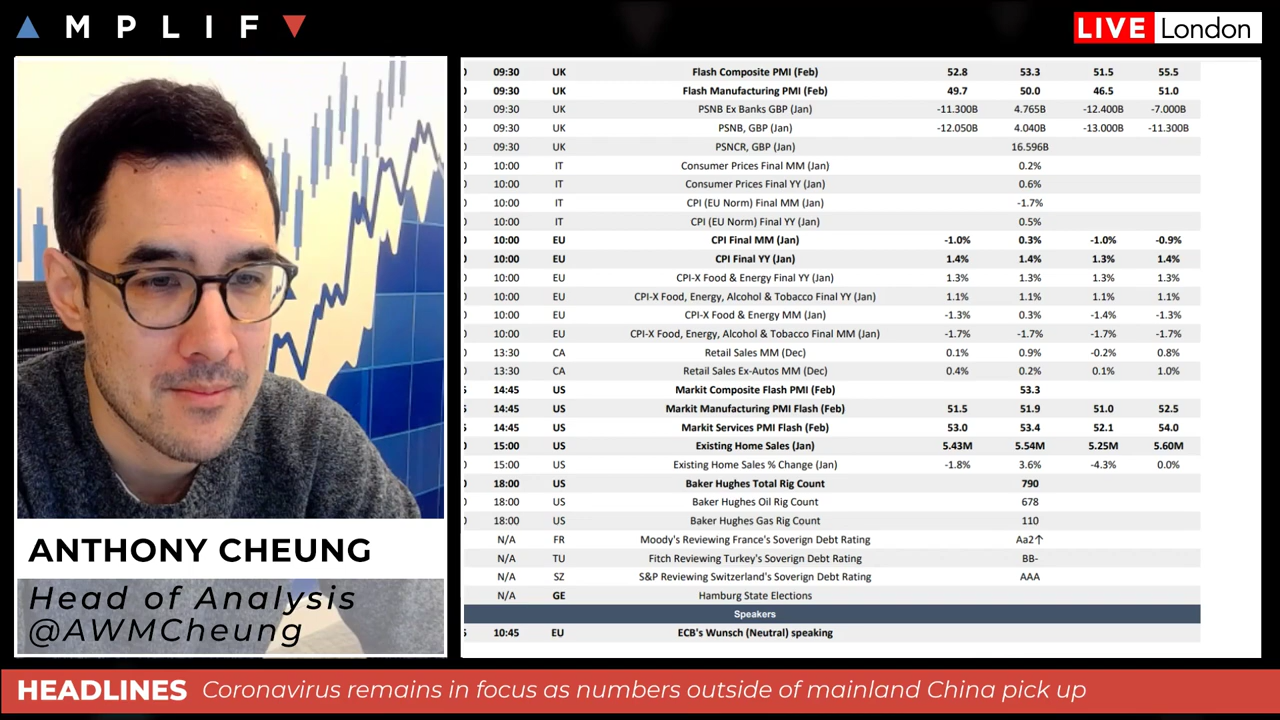 AMPLIFY
LIVE London
09:30 UK Flash Composite PMI (Feb) 52.8 53.3 51.5 55.5
09:30 UK Flash Manufacturing PMI (Feb) 49.7 50.0 46.5 51.0
09:30 UK PSNB Ex Banks GBP (Jan) -11.300B 4.765B -12.400B -7.000B
09:30 UK PSNB, GBP (Jan) -12.050B 4.040B -13.000B -11.300B
09:30 UK PSNCR, GBP (Jan) 16.596B
10:00 IT Consumer Prices Final MM (Jan) 0.2%
10:00 IT Consumer Prices Final YY (Jan) 0.6%
10:00 IT CPI (EU Norm) Final MM (Jan) -1.7%
10:00 IT CPI (EU Norm) Final YY (Jan) 0.5%
10:00 EU CPI Final MM (Jan) -1.0% 0.3% -1.0% -0.9%
10:00 EU CPI Final YY (Jan) 1.4% 1.4% 1.3% 1.4%
10:00 EU CPI-X Food & Energy Final YY (Jan) 1.3% 1.3% 1.3% 1.3%
10:00 EU CPI-X Food, Energy, Alcohol & Tobacco Final YY (Jan) 1.1% 1.1% 1.1% 1.1%
10:00 EU CPI-X Food & Energy MM (Jan) -1.3% 0.3% -1.4% -1.3%
10:00 EU CPI-X Food, Energy, Alcohol & Tobacco Final MM (Jan) -1.7% -1.7% -1.7% -1.7%
13:30 CA Retail Sales MM (Dec) 0.1% 0.9% -0.2% 0.8%
13:30 CA Retail Sales Ex-Autos MM (Dec) 0.4% 0.2% 0.1% 1.0%
14:45 US Markit Composite Flash PMI (Feb) 53.3
14:45 US Markit Manufacturing PMI Flash (Feb) 51.5 51.9 51.0 52.5
14:45 US Markit Services PMI Flash (Feb) 53.0 53.4 52.1 54.0
15:00 US Existing Home Sales (Jan) 5.43M 5.54M 5.25M 5.60M
15:00 US Existing Home Sales % Change (Jan) -1.8% 3.6% -4.3% 0.0%
18:00 US Baker Hughes Total Rig Count 790
18:00 US Baker Hughes Oil Rig Count 678
18:00 US Baker Hughes Gas Rig Count 110
N/A FR Moody's Reviewing France's Soverign Debt Rating Aa2↑
N/A TU Fitch Reviewing Turkey's Soverign Debt Rating BB-
N/A SZ S&P Reviewing Switzerland's Soverign Debt Rating AAA
N/A GE Hamburg State Elections
Speakers
10:45 EU ECB's Wunsch (Neutral) speaking
ANTHONY CHEUNG
Head of Analysis
@AWMCheung
HEADLINES Coronavirus remains in focus as numbers outside of mainland China pick up